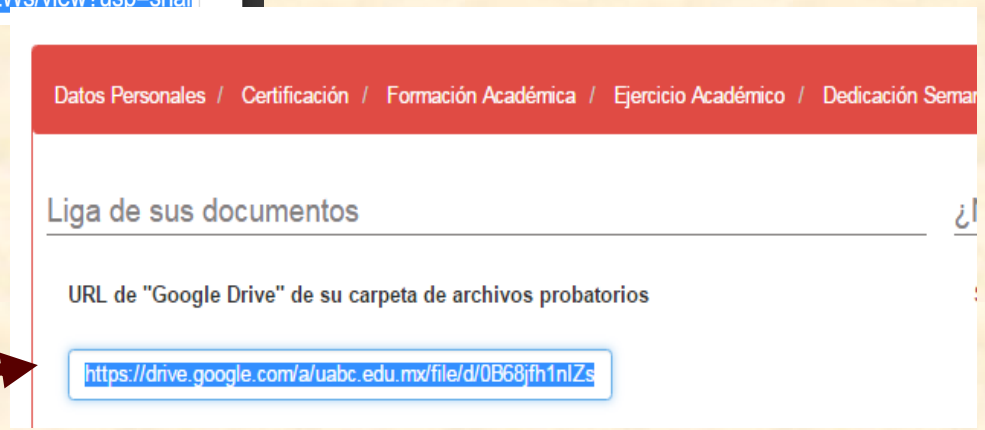 Datos Personales / Certificación / Formación Académica / Ejercicio Académico / Dedicación
Liga de sus documentos
URL de "Google Drive" de su carpeta de archivos probatorios
https://drive.google.com/a/uabc.edu.mx/file/d/0B68jfh1nIZs